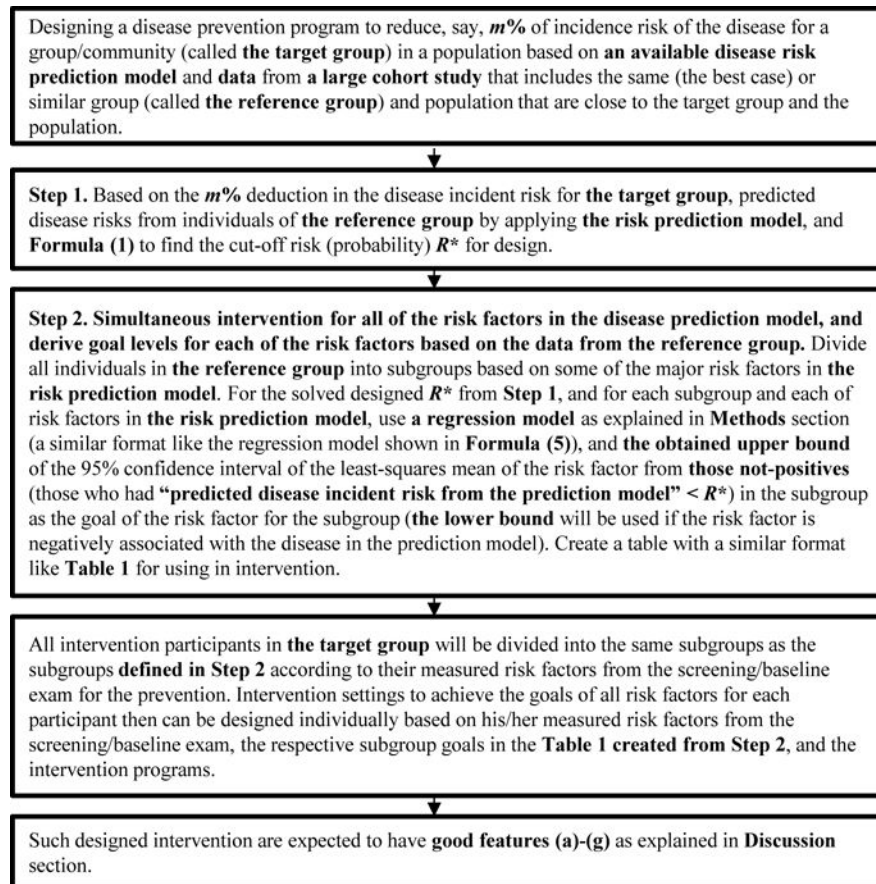 Designing a disease prevention program to reduce, say, m% of incidence risk of the disease for a
group/community (called the target group) in a population based on an available disease risk
prediction model and data from a large cohort study that includes the same (the best case) or
similar group (called the reference group) and population that are close to the target group and the
population.
Step 1. Based on the m% deduction in the disease incident risk for the target group, predicted
disease risks from individuals of the reference group by applying the risk prediction model, and
Formula (1) to find the cut-off risk (probability) R* for design.
Step 2. Simultaneous intervention for all of the risk factors in the disease prediction model, and
derive goal levels for each of the risk factors based on the data from the reference group. Divide
all individuals in the reference group into subgroups based on some of the major risk factors in the
risk prediction model. For the solved designed R* from Step 1, and for each subgroup and each of
risk factors in the risk prediction model, use a regression model as explained in Methods section
(a similar format like the regression model shown in Formula (5)), and the obtained upper bound
of the 95% confidence interval of the least-squares mean of the risk factor from those not-positives
(those who had “predicted disease incident risk from the prediction model” < R*) in the subgroup
as the goal of the risk factor for the subgroup (the lower bound will be used if the risk factor is
negatively associated with the disease in the prediction model). Create a table with a similar format
like Table 1 for using in intervention.
All intervention participants in the target group will be divided into the same subgroups as the
subgroups defined in Step 2 according to their measured risk factors from the screening/baseline
exam for the prevention. Intervention settings to achieve the goals of all risk factors for each
participant then can be designed individually based on his/her measured risk factors from the
screening/baseline exam, the respective subgroup goals in the Table 1 created from Step 2, and the
intervention programs.
Such designed intervention are expected to have good features (a)-(g) as explained in Discussion
section.